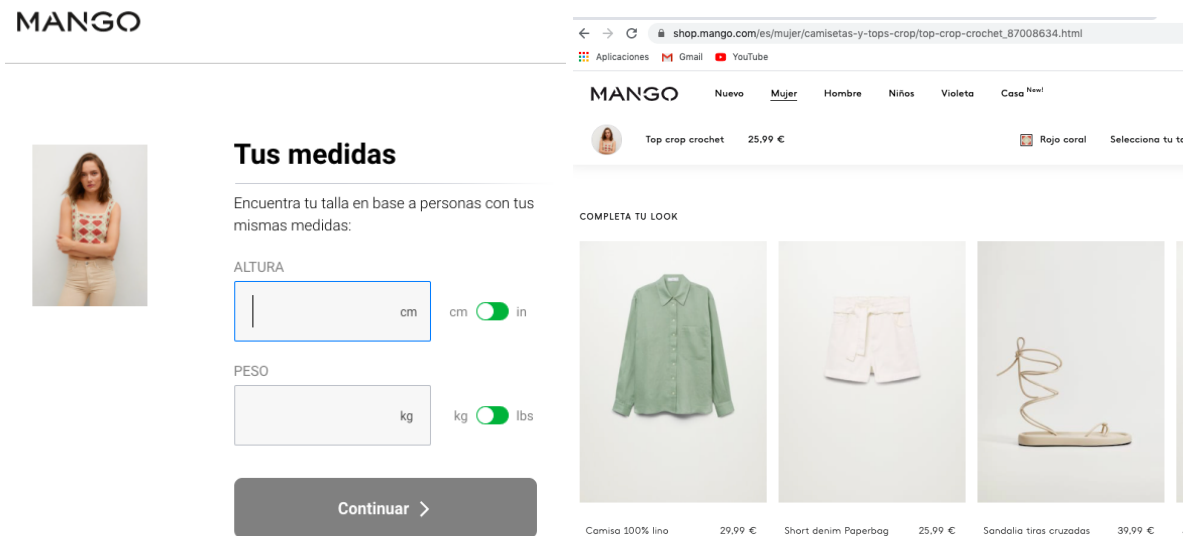 MANGO
Tus medidas
Encuentra tu talla en base a personas con tus
mismas medidas:
ALTURA
cm
cm in
PESO
kg
kg lbs
Continuar
shop.mango.com/es/mujer/camisetas-y-tops-crop/top-crop-crochet_87008634.html
Aplicaciones Gmail YouTube
MANGO Nuevo Mujer Hombre Niños Violeta Casa New!
Top crop crochet 25,99 € Rojo coral Selecciona tu
COMPLETA TU LOOK
Camisa 100% lino 29,99 € Short denim Paperbag 25,99 € Sandalia tiras cruzadas 39,99 €